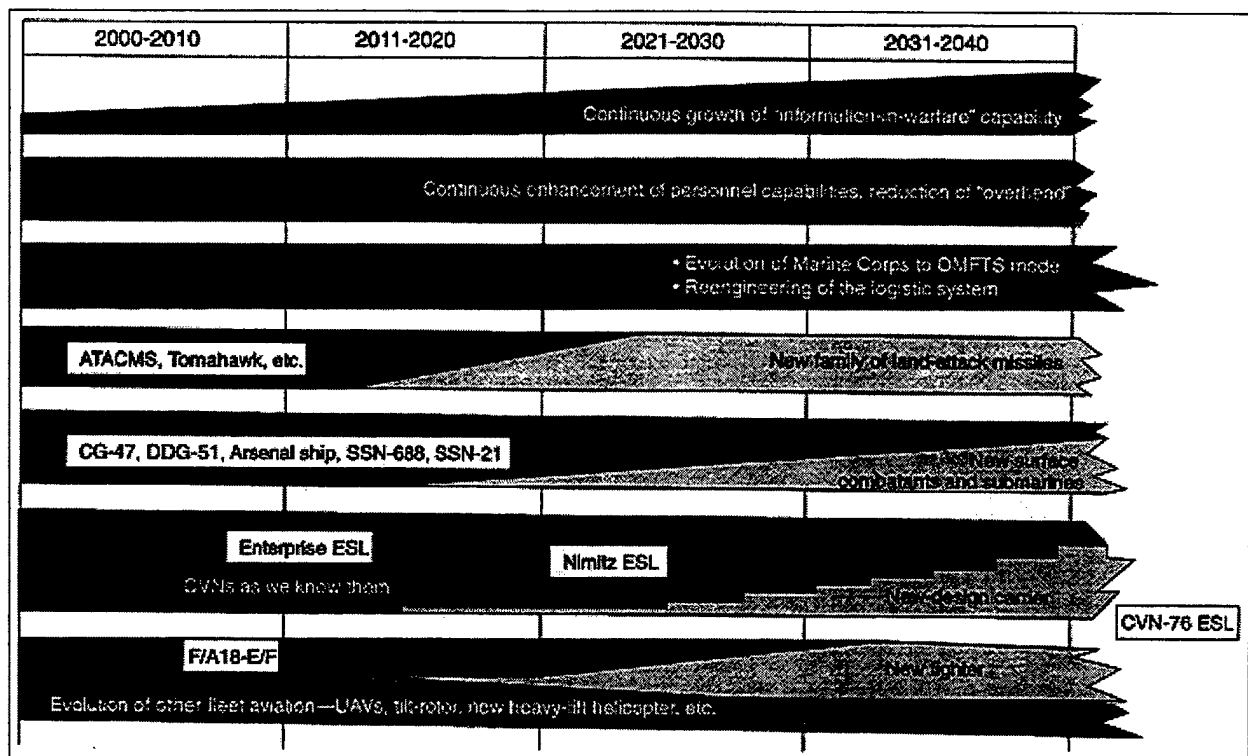 2000-2010
2011-2020
2021-2030
2031-2040
Continuous growth of "information-in-warfare" capability
Continuous enhancement of personnel capabilities, reduction of "overhead"
• Evolution of Marine Corps to OMFTS mode
• Reengineering of the logistic system
ATACMS, Tomahawk, etc.
New family of land-attack missiles
CG-47, DDG-51, Arsenal ship, SSN-688, SSN-21
New surface
combatants and submarines
Enterprise ESL
Nimitz ESL
CVNs as we know them
New-design carrier
CVN-76 ESL
F/A18-E/F
New fighter
Evolution of other fleet aviation—UAVs, tilt-rotor, new heavy-lift helicopter, etc.